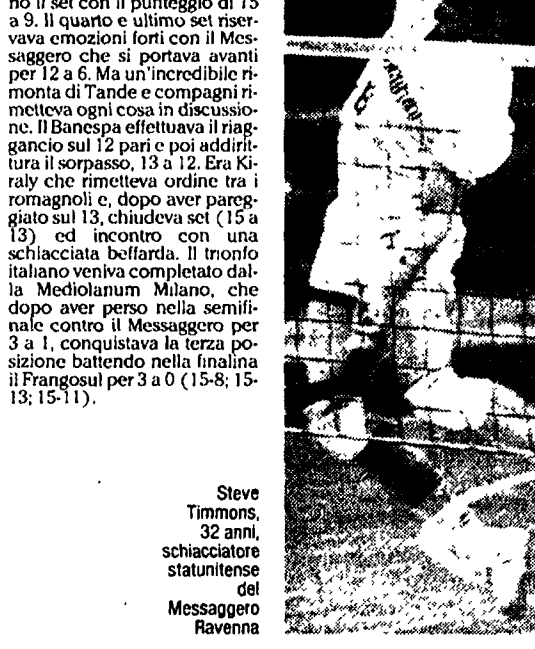 no il set con il punteggio di 15
a 9. Il quarto e ultimo set riser-
vava emozioni forti con il Mes-
saggero che si portava avanti
per 12 a 6. Ma un'incredibile ri-
monta di Tande e compagni ri-
metteva ogni cosa in discussio-
ne. Il Banespa effettuava il riag-
gancio sul 12 pari e poi addirit-
tura il sorpasso, 13 a 12. Era Ki-
raly che rimetteva ordine tra i
romagnoli e, dopo aver pareg-
giato sul 13, chiudeva set (15 a
13) ed incontro con una
schiacciata beffarda. Il trionfo
italiano veniva completato dal-
la Mediolanum Milano, che
dopo aver perso nella semifi-
nale contro il Messaggero per
3 a 1, conquistava la terza po-
sizione battendo nella finalina
il Frangosul per 3 a 0 (15-8; 15-
13; 15-11).
Steve
Timmons,
32 anni,
schiacciatore
statunitense
del
Messaggero
Ravenna